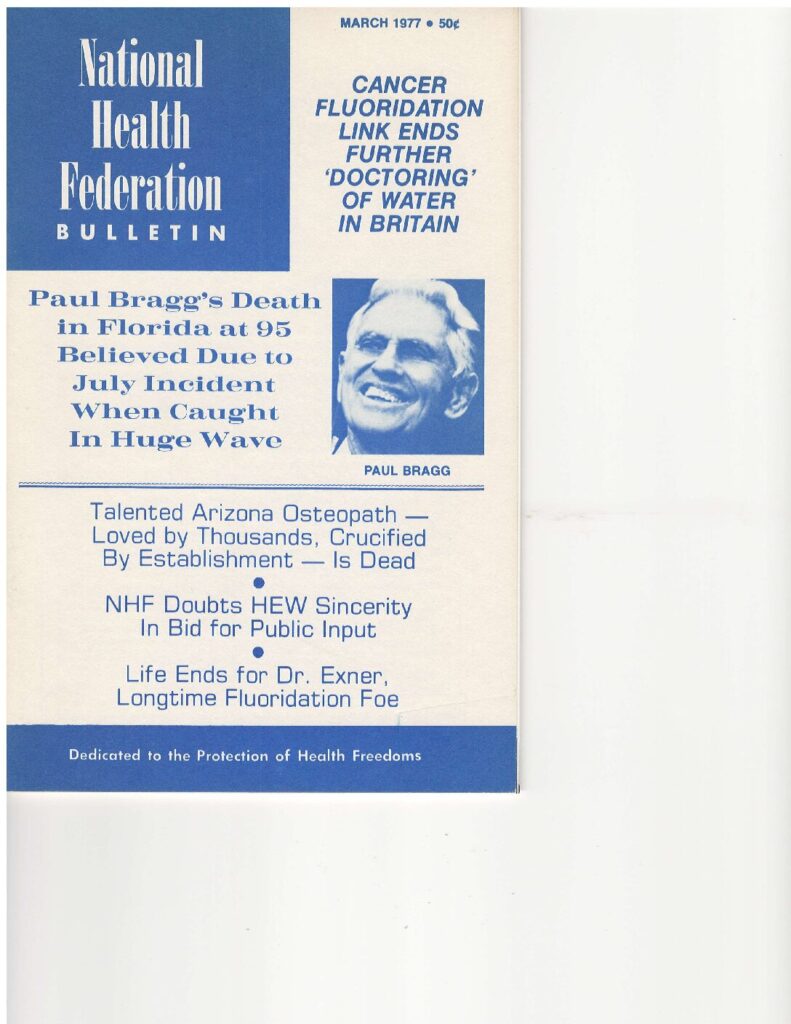 MARCH 1977 • 50¢
National
Health
Federation
BULLETIN
CANCER
FLUORIDATION
LINK ENDS
FURTHER
'DOCTORING'
OF WATER
IN BRITAIN
Paul Bragg's Death
in Florida at 95
Believed Due to
July Incident
When Caught
In Huge Wave
PAUL BRAGG
Talented Arizona Osteopath —
Loved by Thousands, Crucified
By Establishment — Is Dead
•
NHF Doubts HEW Sincerity
In Bid for Public Input
•
Life Ends for Dr. Exner,
Longtime Fluoridation Foe
Dedicated to the Protection of Health Freedoms